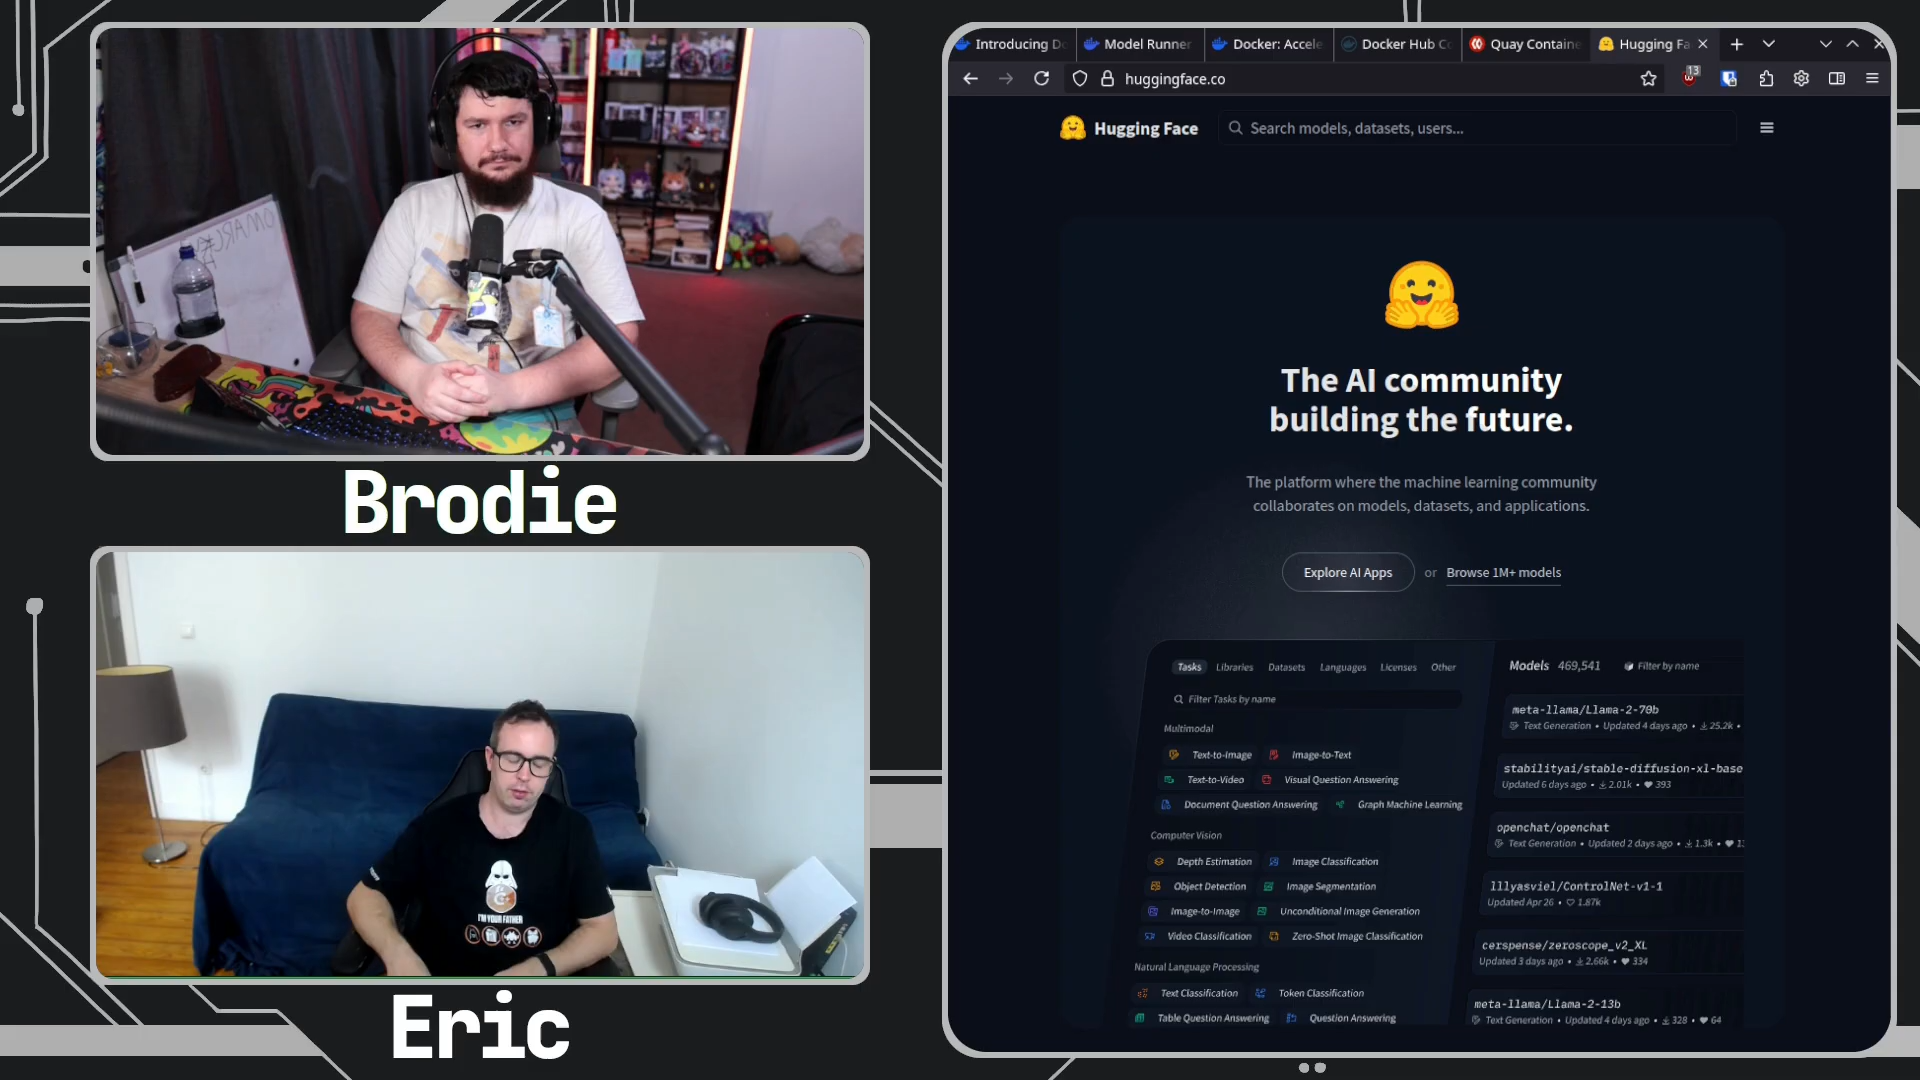 Brodie
Eric
I'M YOUR FATHER
Introducing Do
Model Runner
Docker: Accele
Docker Hub Co
Quay Containe
Hugging Fa
13
huggingface.co
Hugging Face
Search models, datasets, users...
The AI community
building the future.
The platform where the machine learning community
collaborates on models, datasets, and applications.
Explore AI Apps or Browse 1M+ models
Tasks Libraries Datasets Languages Licenses Other
Filter Tasks by name
Multimodal
Text-to-Image Image-to-Text
Text-to-Video Visual Question Answering
Document Question Answering Graph Machine Learning
Computer Vision
Depth Estimation Image Classification
Object Detection Image Segmentation
Image-to-Image Unconditional Image Generation
Video Classification Zero-Shot Image Classification
Natural Language Processing
Text Classification Token Classification
Table Question Answering Question Answering
Models 469,541 Filter by name
meta-llama/Llama-2-70b
Text Generation • Updated 4 days ago • 25.2k •
stabilityai/stable-diffusion-xl-base
Updated 6 days ago • 2.01k • 393
openchat/openchat
Text Generation • Updated 2 days ago • 1.3k • 13
lllyasviel/ControlNet-v1-1
Updated Apr 26 • 1.87k
cerspense/zeroscope_v2_XL
Updated 3 days ago • 2.66k • 334
meta-llama/Llama-2-13b
Text Generation • Updated 4 days ago • 328 • 64